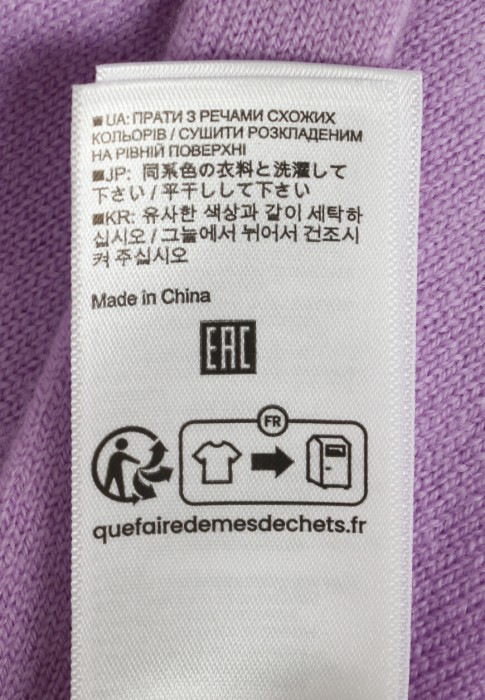 ■UA: ПРАТИ З РЕЧАМИ СХОЖИХ
КОЛЬОРІВ / СУШИТИ РОЗКЛАДЕНИМ
НА РІВНІЙ ПОВЕРХНІ
■JP: 同系色の衣料と洗濯して
下さい / 平干しして下さい
■KR: 유사한 색상과 같이 세탁하
십시오 / 그늘에서 뉘어서 건조시
켜 주십시오
Made in China
EAC
FR
quefairedemesdechets.fr